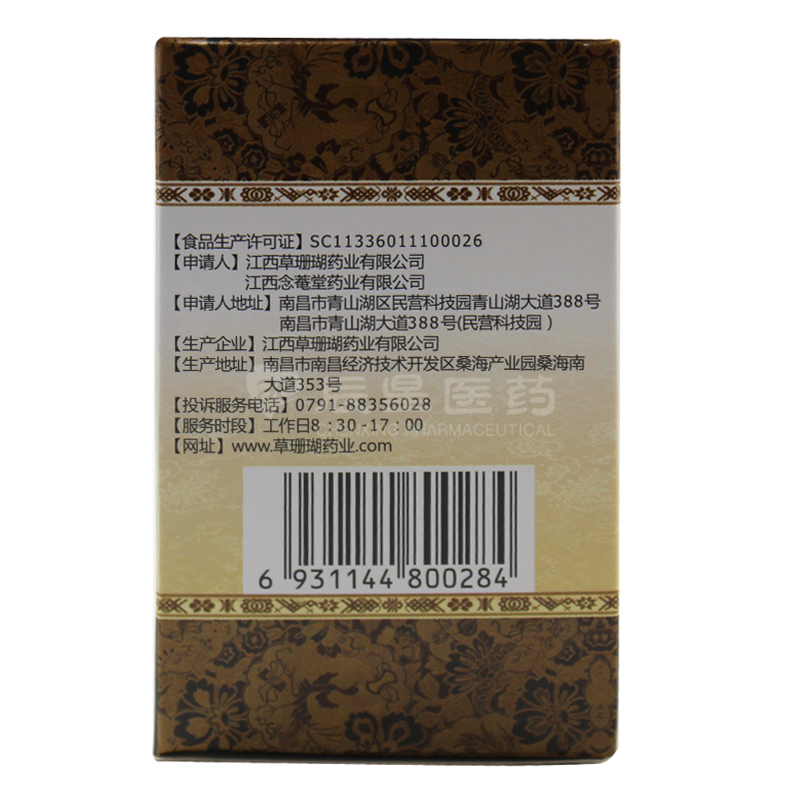 【食品生产许可证】SC11336011100026
【申请人】江西草珊瑚药业有限公司
江西念菴堂药业有限公司
【申请人地址】南昌市青山湖区民营科技园青山湖大道388号
南昌市青山湖大道388号(民营科技园）
【生产企业】江西草珊瑚药业有限公司
【生产地址】南昌市南昌经济技术开发区桑海产业园桑海南
大道353号
【投诉服务电话】0791-88356028
【服务时段】工作日8：30-17：00
【网址】www.草珊瑚药业.com
医药
PHARMACEUTICAL
6 931144 800284